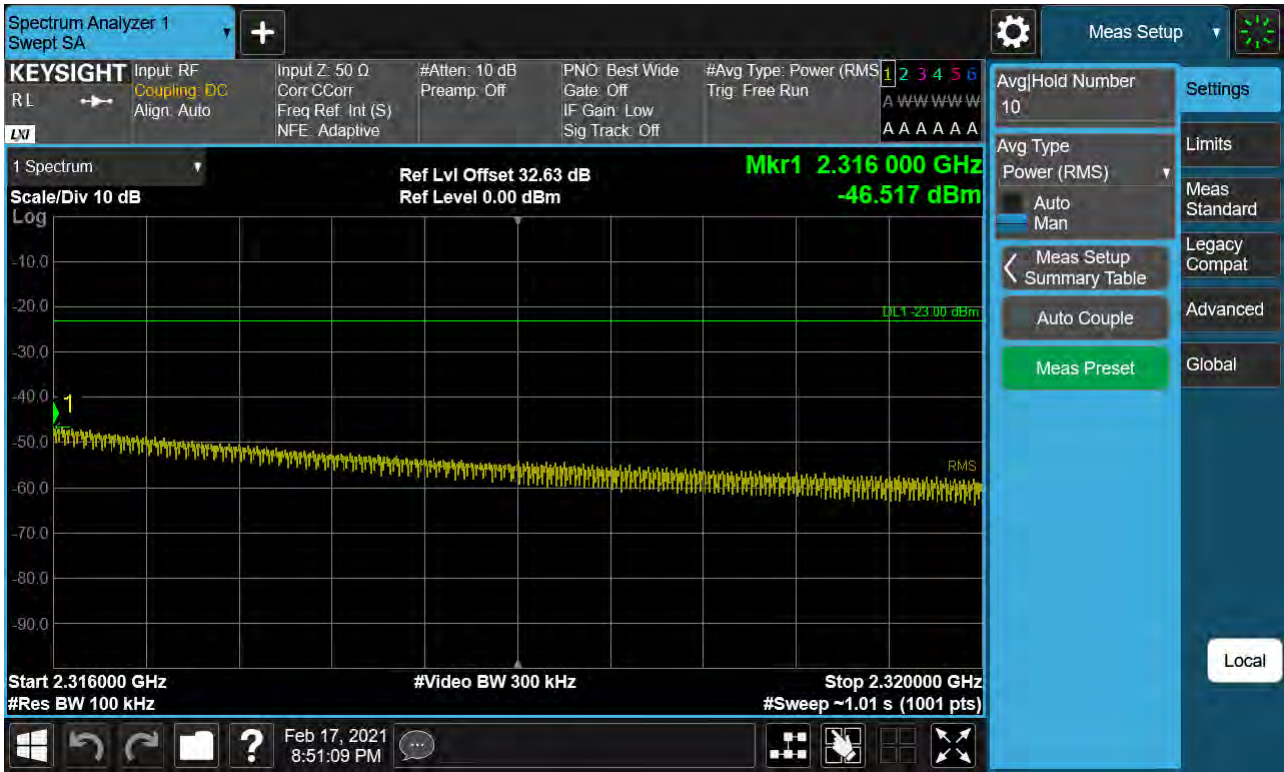 Spectrum Analyzer 1
Swept SA
Meas Setup
KEYSIGHT
RL
LXI
Input: RF
Coupling: DC
Align: Auto
Input Z: 50 Ω
Corr CCorr
Freq Ref: Int (S)
NFE: Adaptive
#Atten: 10 dB
Preamp: Off
PNO: Best Wide
Gate: Off
IF Gain: Low
Sig Track: Off
#Avg Type: Power (RMS
Trig: Free Run
1 2 3 4 5 6
A W W W W W
A A A A A A
1 Spectrum
Scale/Div 10 dB
Log
Ref Lvl Offset 32.63 dB
Ref Level 0.00 dBm
Mkr1 2.316 000 GHz
-46.517 dBm
-10.0
-20.0
DL1 -23.00 dBm
-30.0
-40.0
1
-50.0
RMS
-60.0
-70.0
-80.0
-90.0
Start 2.316000 GHz
#Video BW 300 kHz
Stop 2.320000 GHz
#Res BW 100 kHz
#Sweep ~1.01 s (1001 pts)
Avg|Hold Number
10
Avg Type
Power (RMS)
Auto
Man
Meas Setup
Summary Table
Auto Couple
Meas Preset
Settings
Limits
Meas
Standard
Legacy
Compat
Advanced
Global
Local
?
Feb 17, 2021
8:51:09 PM